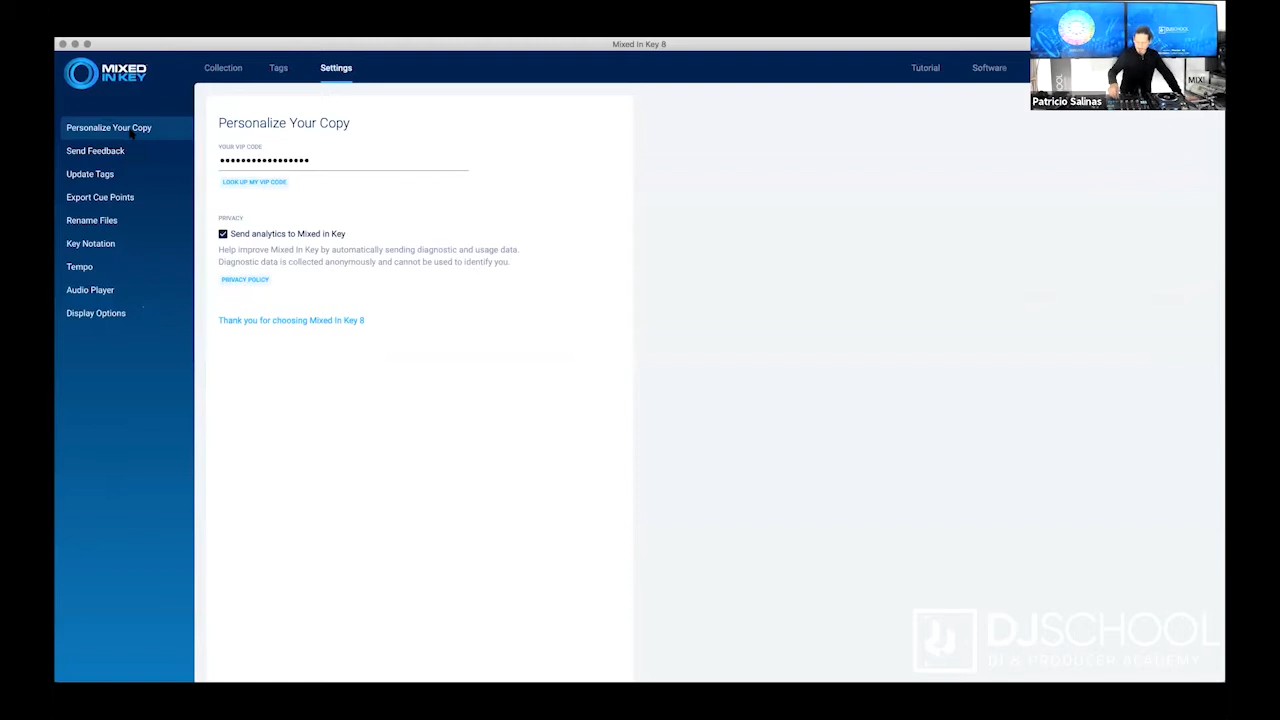 Mixed In Key 8
MIXED
IN KEY
Collection
Tags
Settings
Tutorial
Software
DJSCHOOL
MIX!
Patricio Salinas
Personalize Your Copy
Send Feedback
Update Tags
Export Cue Points
Rename Files
Key Notation
Tempo
Audio Player
Display Options
Personalize Your Copy
YOUR VIP CODE
•••••••••••••••••
LOOK UP MY VIP CODE
PRIVACY
Send analytics to Mixed in Key
Help improve Mixed In Key by automatically sending diagnostic and usage data.
Diagnostic data is collected anonymously and cannot be used to identify you.
PRIVACY POLICY
Thank you for choosing Mixed In Key 8
DJSCHOOL
DJ & PRODUCER ACADEMY